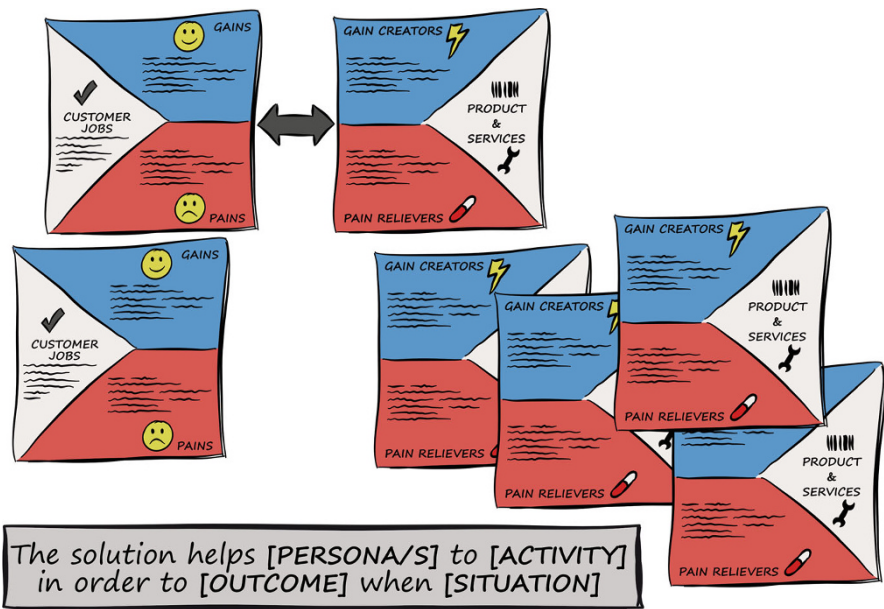 GAINS
CUSTOMER
JOBS
PAINS
GAIN CREATORS
PRODUCT
&
SERVICES
PAIN RELIEVERS
GAINS
CUSTOMER
JOBS
PAINS
GAIN CREATORS
PAIN RELIEVERS
GAIN CREATORS
PAIN RELIEVERS
GAIN CREATORS
PRODUCT
&
SERVICES
PAIN RELIEVERS
PRODUCT
&
SERVICES
PAIN RELIEVERS
The solution helps [PERSONA/S] to [ACTIVITY]
in order to [OUTCOME] when [SITUATION]